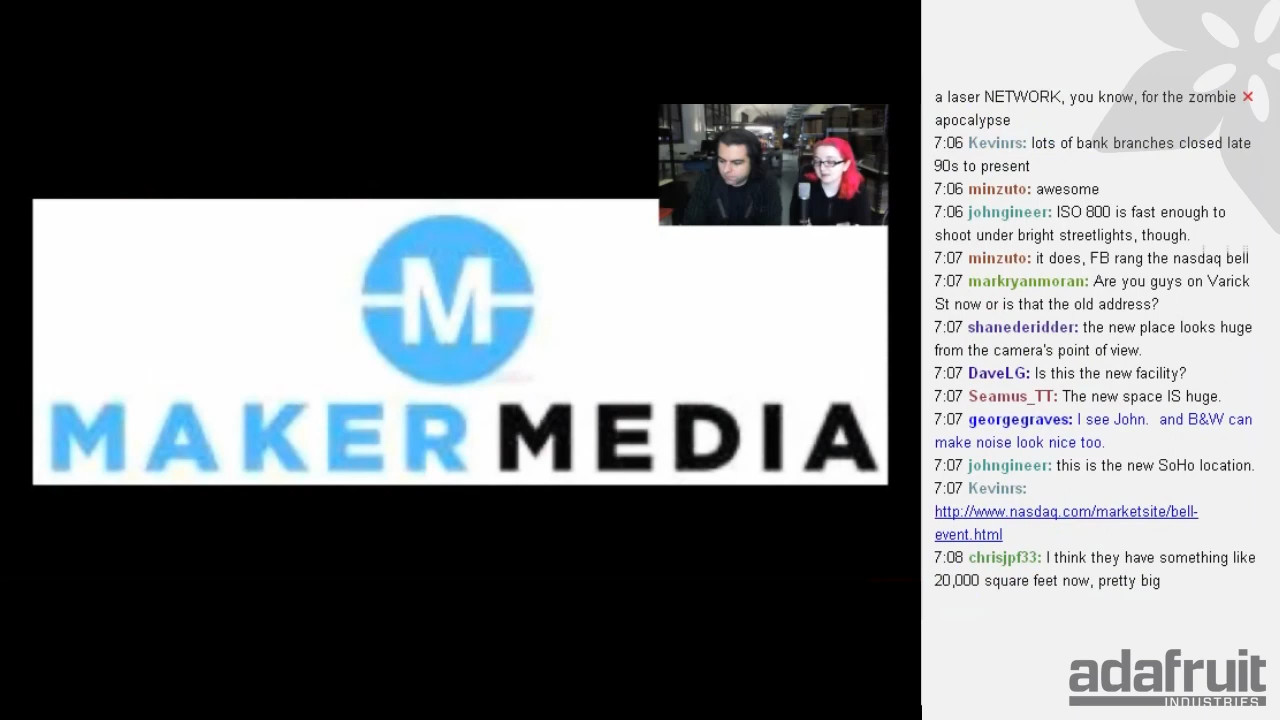 M
MAKER MEDIA
a laser NETWORK, you know, for the zombie
apocalypse
7:06 Kevinrs: lots of bank branches closed late
90s to present
7:06 minzuto: awesome
7:06 johngineer: ISO 800 is fast enough to
shoot under bright streetlights, though.
7:07 minzuto: it does, FB rang the nasdaq bell
7:07 markryanmoran: Are you guys on Varick
St now or is that the old address?
7:07 shanederidder: the new place looks huge
from the camera's point of view.
7:07 DaveLG: Is this the new facility?
7:07 Seamus_TT: The new space IS huge.
7:07 georgegraves: I see John. and B&W can
make noise look nice too.
7:07 johngineer: this is the new SoHo location.
7:07 Kevinrs:
http://www.nasdaq.com/marketsite/bell-
event.html
7:08 chrisjpf33: I think they have something like
20,000 square feet now, pretty big
adafruit
INDUSTRIES